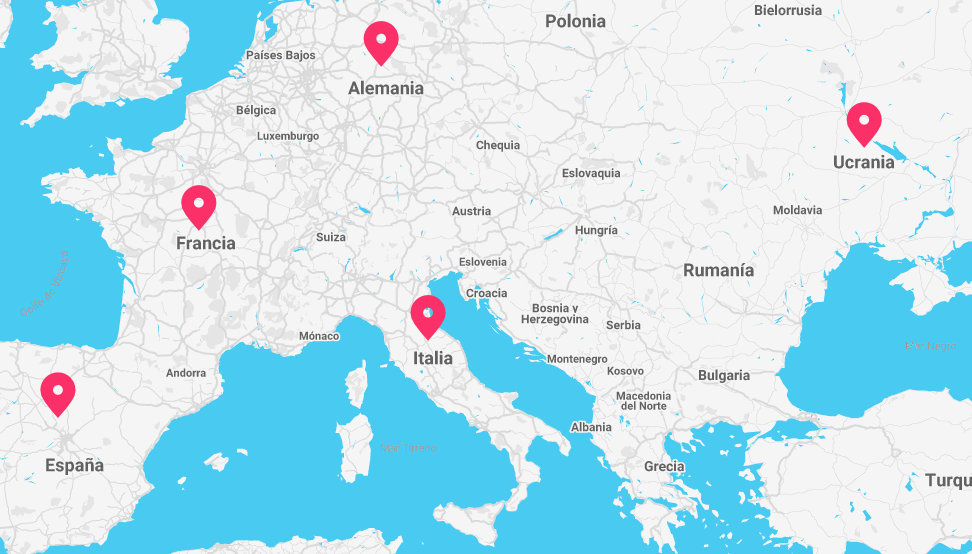 Bielorrusia
Polonia
Países Bajos
Alemania
Bélgica
Luxemburgo
Chequia
Ucrania
Eslovaquia
Austria
Moldavia
Hungría
Suiza
Francia
Eslovenia
Rumanía
Croacia
Bosnia y
Herzegovina
Serbia
Mónaco
Italia
Montenegro
Kosovo
Andorra
Bulgaria
Macedonia
del Norte
Albania
España
Grecia
Turqu
Mar Tirreno
Mar Negro
Golfo de Vizcaya